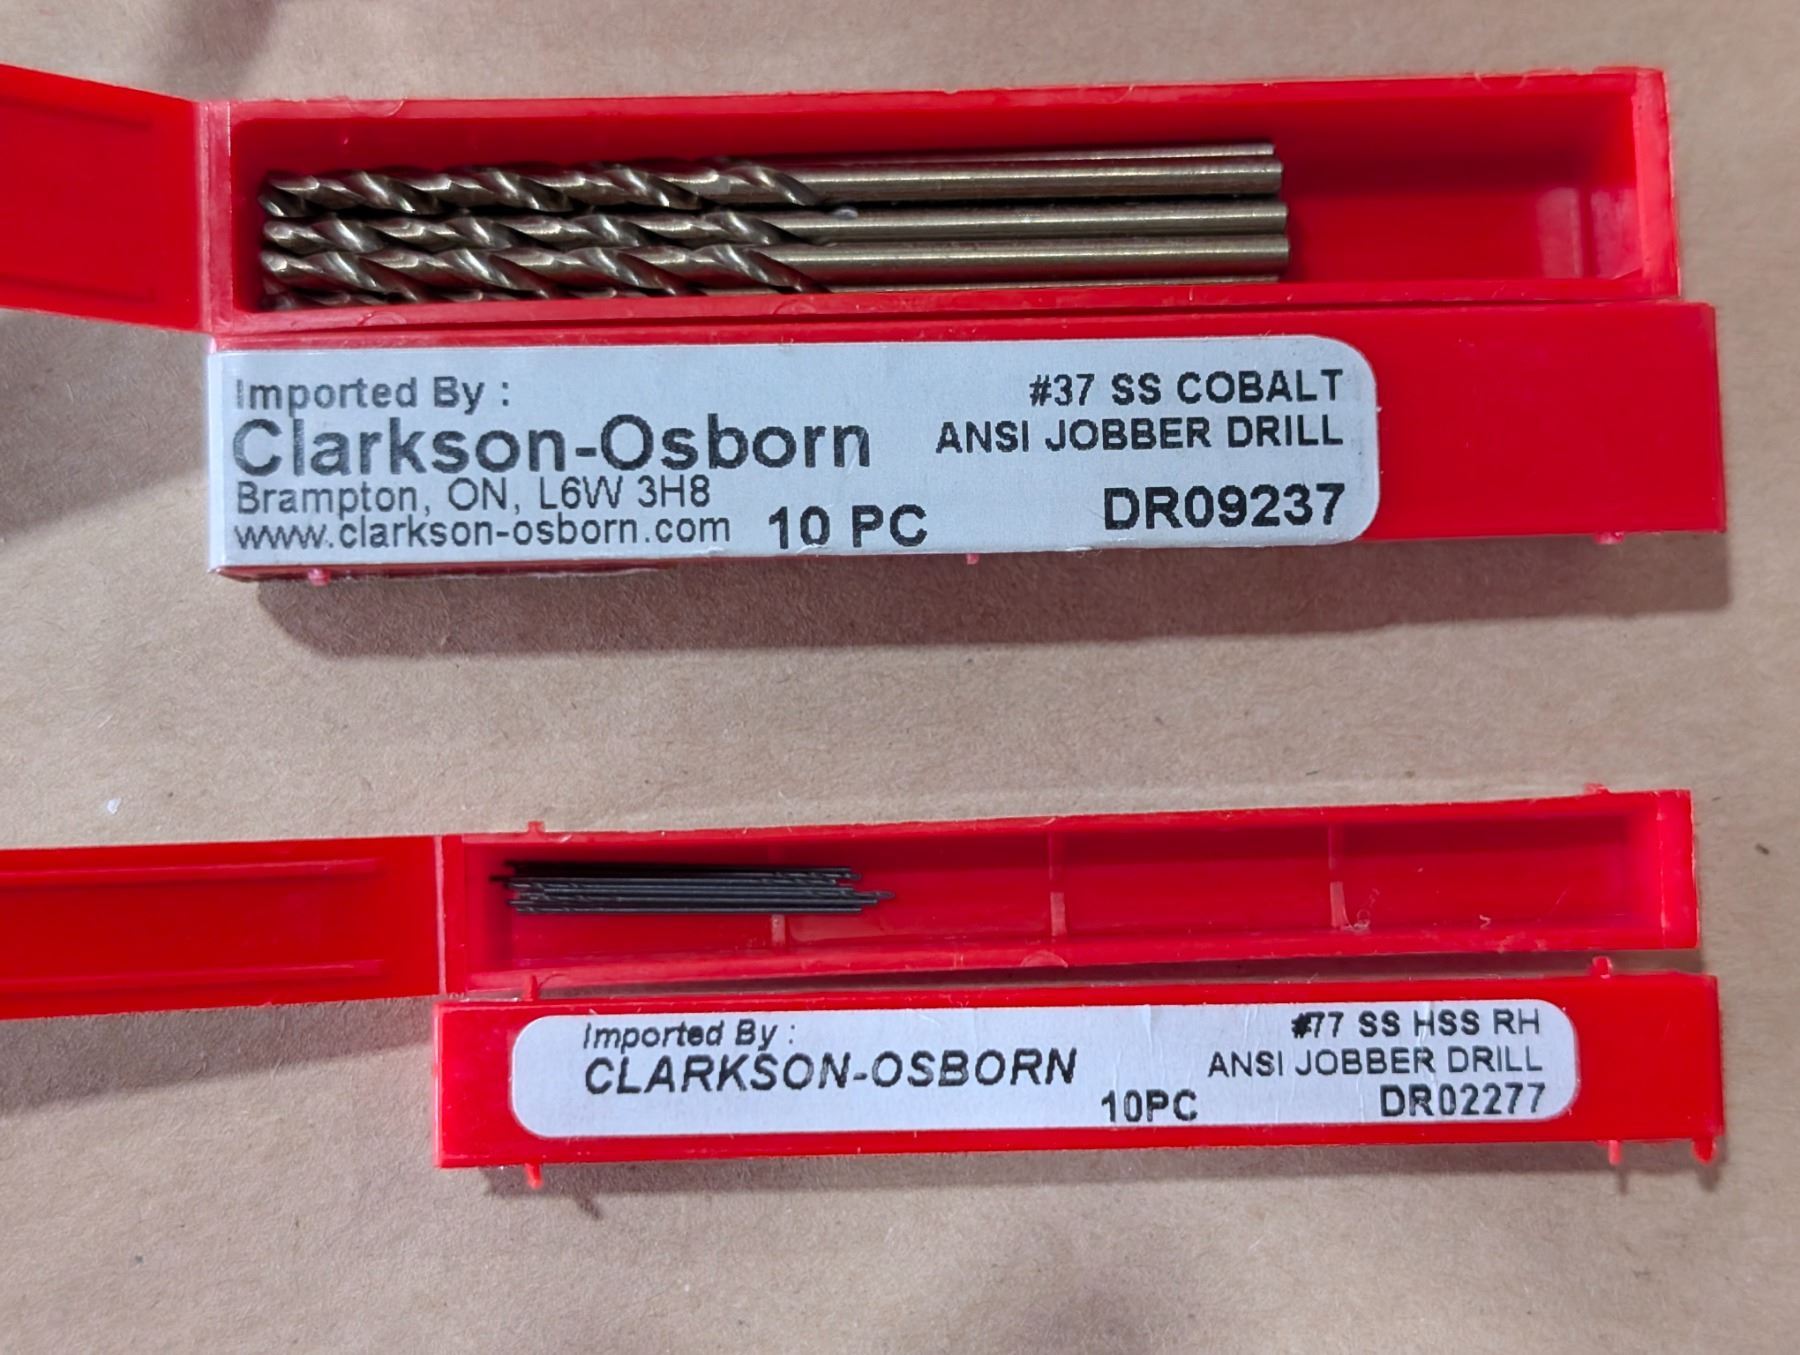 Imported By :
Clarkson-Osborn
Brampton, ON, L6W 3H8
www.clarkson-osborn.com
10 PC
#37 SS COBALT
ANSI JOBBER DRILL
DR09237
Imported By :
CLARKSON-OSBORN
10PC
#77 SS HSS RH
ANSI JOBBER DRILL
DR02277